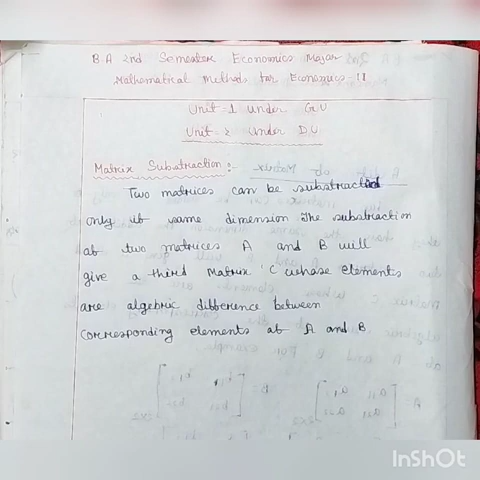 B A 2nd Semester Economics Major
Mathematical Methods for Economics - II
Unit - 1 under G.U
Unit - 2 under D.U
Matrix Substraction :-
Two matrices can be substracted
only if same dimension The substraction
of two matrices A and B will
give a third Matrix 'C whose elements
are algebric difference between
Corresponding elements of A and B
InShOt